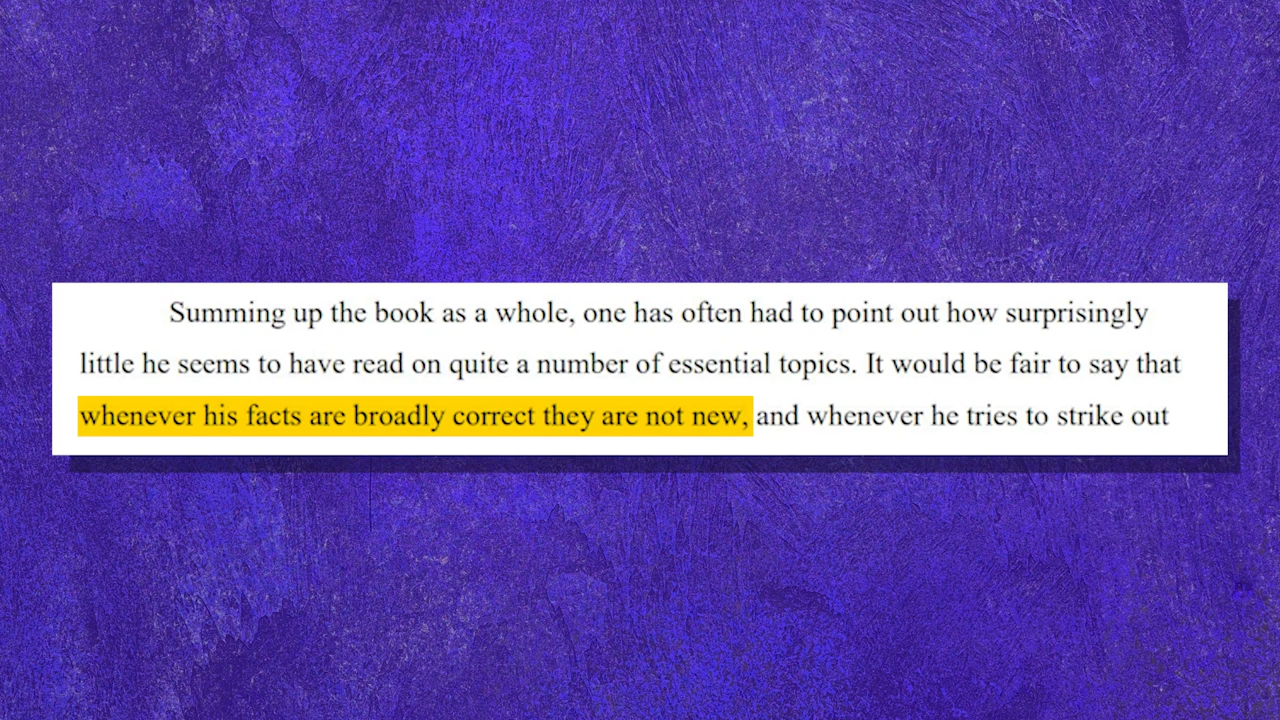 Summing up the book as a whole, one has often had to point out how surprisingly
little he seems to have read on quite a number of essential topics. It would be fair to say that
whenever his facts are broadly correct they are not new, and whenever he tries to strike out